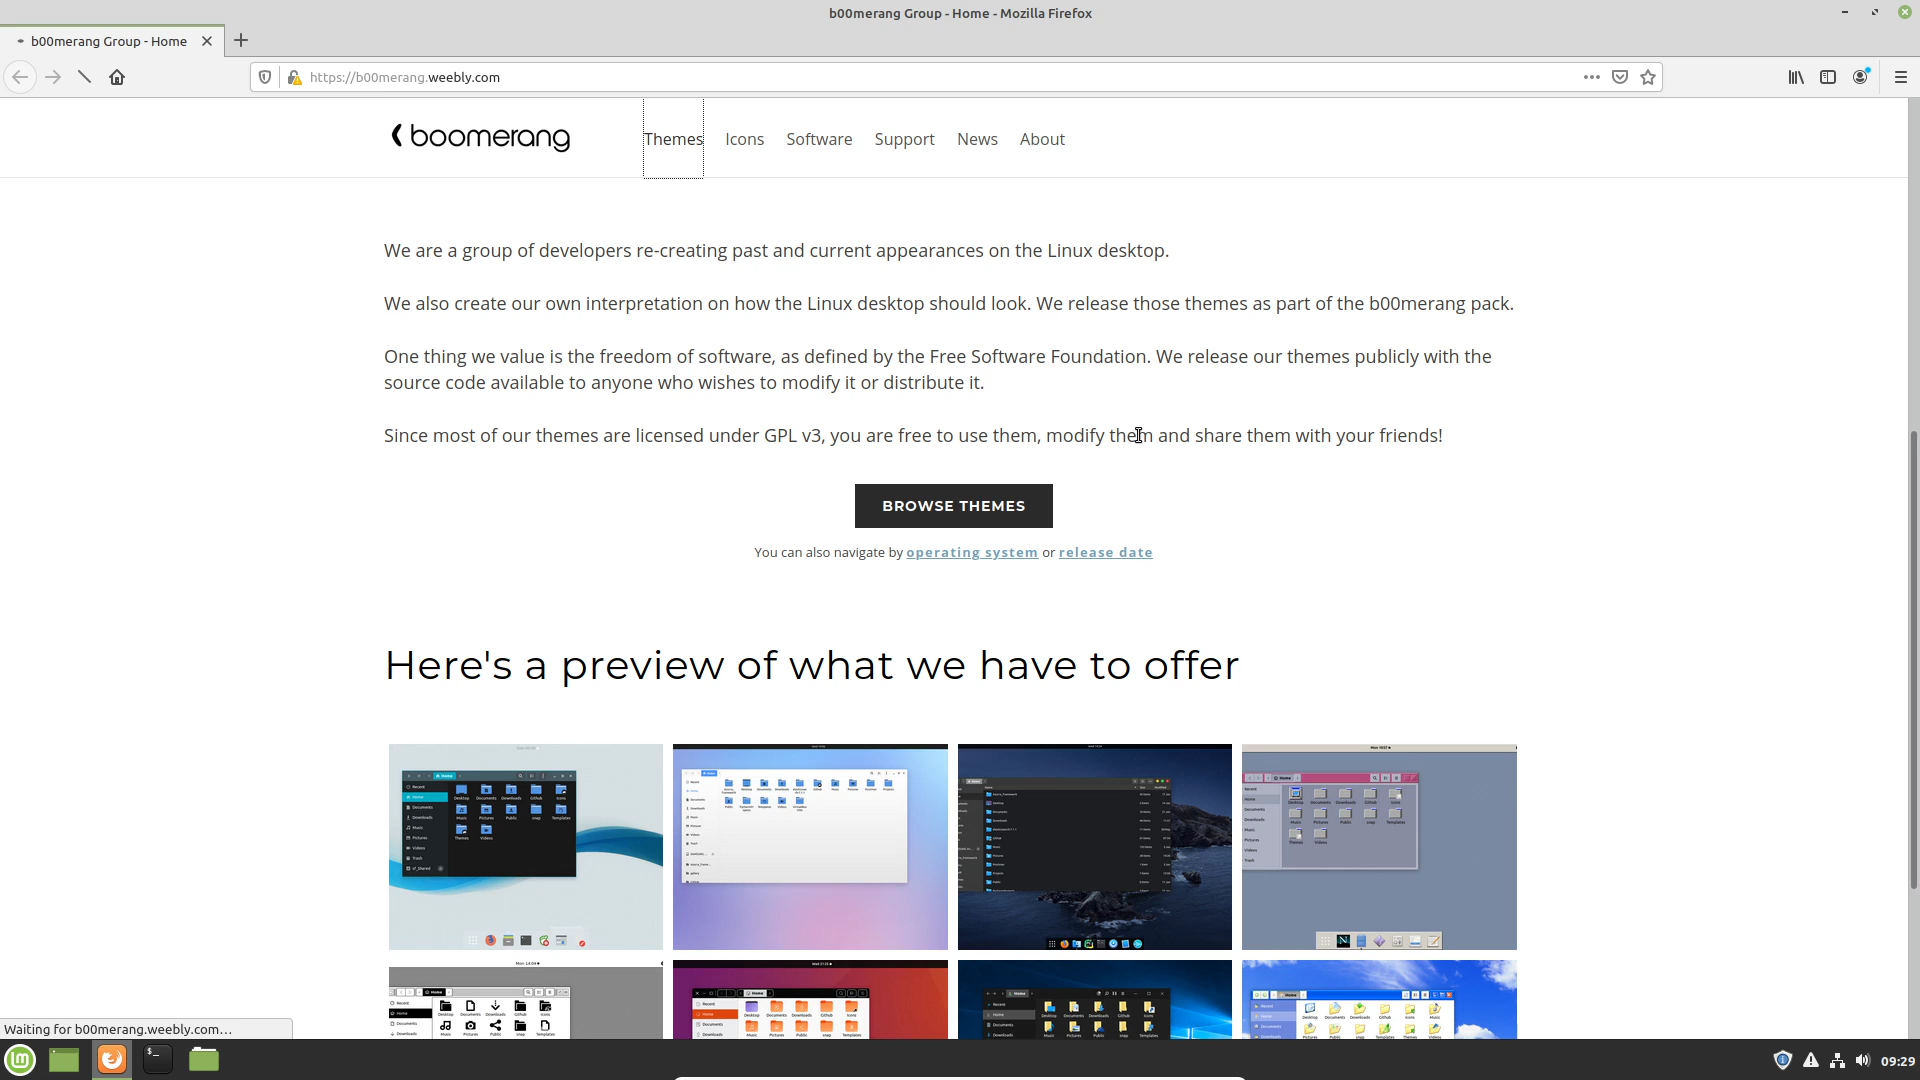 b00merang Group - Home - Mozilla Firefox
b00merang Group - Home
https://b00merang.weebly.com
boomerang
Themes
Icons
Software
Support
News
About
We are a group of developers re-creating past and current appearances on the Linux desktop.
We also create our own interpretation on how the Linux desktop should look. We release those themes as part of the b00merang pack.
One thing we value is the freedom of software, as defined by the Free Software Foundation. We release our themes publicly with the
source code available to anyone who wishes to modify it or distribute it.
Since most of our themes are licensed under GPL v3, you are free to use them, modify them and share them with your friends!
BROWSE THEMES
You can also navigate by operating system or release date
Here's a preview of what we have to offer
Waiting for b00merang.weebly.com…
09:29